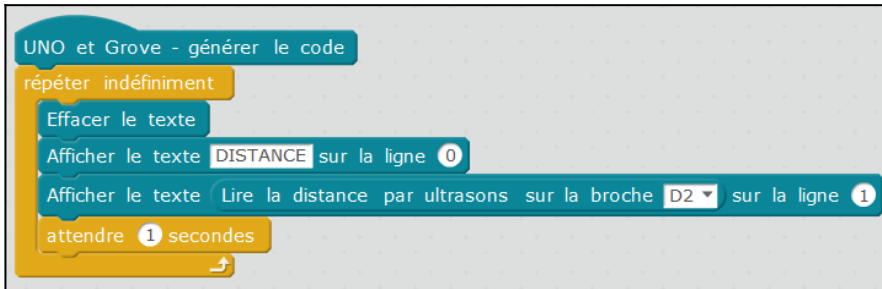 UNO et Grove - générer le code
répéter indéfiniment
Effacer le texte
Afficher le texte DISTANCE sur la ligne 0
Afficher le texte Lire la distance par ultrasons sur la broche D2 sur la ligne 1
attendre 1 secondes